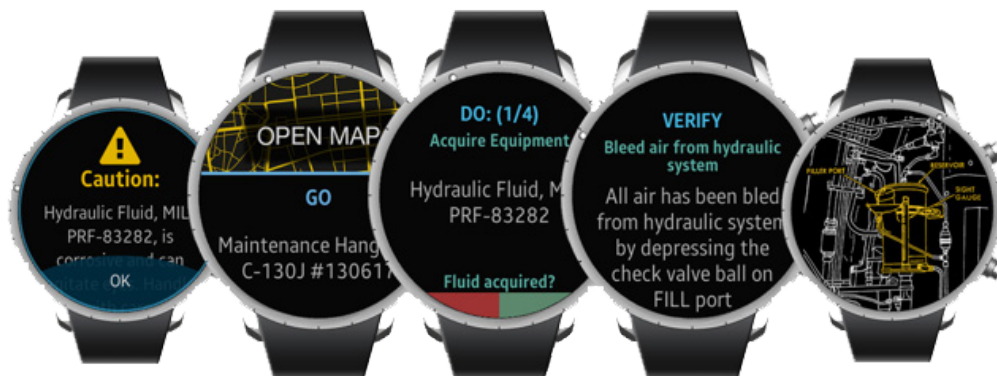 Caution:
Hydraulic Fluid, MIL
PRF-83282, is
corrosive and can
OK
OPEN MAP
GO
Maintenance Hang
C-130J #130617
DO: (1/4)
Acquire Equipment
Hydraulic Fluid, M
PRF-83282
Fluid acquired?
VERIFY
Bleed air from hydraulic
system
All air has been bled
from hydraulic system
by depressing the
check valve ball on
FILL port
FILLER PORT
RESERVOIR
SIGHT
GAUGE